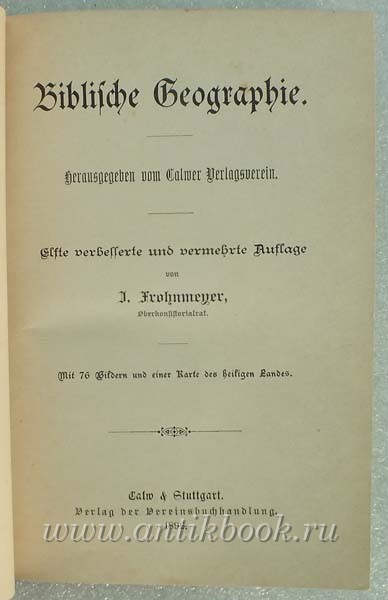 Biblische Geographie.
Herausgegeben vom Calwer Verlagsverein.
Elfte verbesserte und vermehrte Auflage
von
J. Frohnmeyer,
Oberkonsistorialrat.
Mit 76 Bildern und einer Karte des heiligen Landes.
Calw & Stuttgart.
Verlag der Vereinsbuchhandlung.
www.antikbook.ru